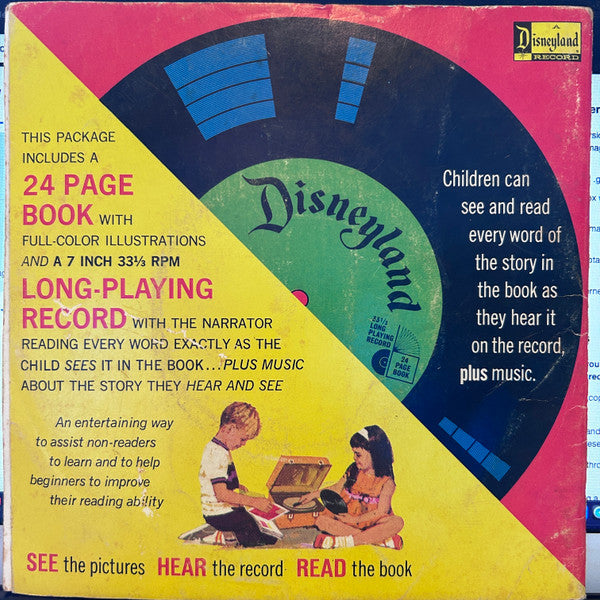 Disneyland
RECORD
THIS PACKAGE
INCLUDES A
24 PAGE
BOOK WITH
FULL-COLOR ILLUSTRATIONS
AND A 7 INCH 33⅓ RPM
LONG-PLAYING
RECORD WITH THE NARRATOR
READING EVERY WORD EXACTLY AS THE
CHILD SEES IT IN THE BOOK...PLUS MUSIC
ABOUT THE STORY THEY HEAR AND SEE
An entertaining way
to assist non-readers
to learn and to help
beginners to improve
their reading ability
Disneyland
33⅓
LONG
PLAYING
RECORD
24
PAGE
BOOK
Children can
see and read
every word of
the story in
the book as
they hear it
on the record,
plus music.
SEE the pictures HEAR the record READ the book